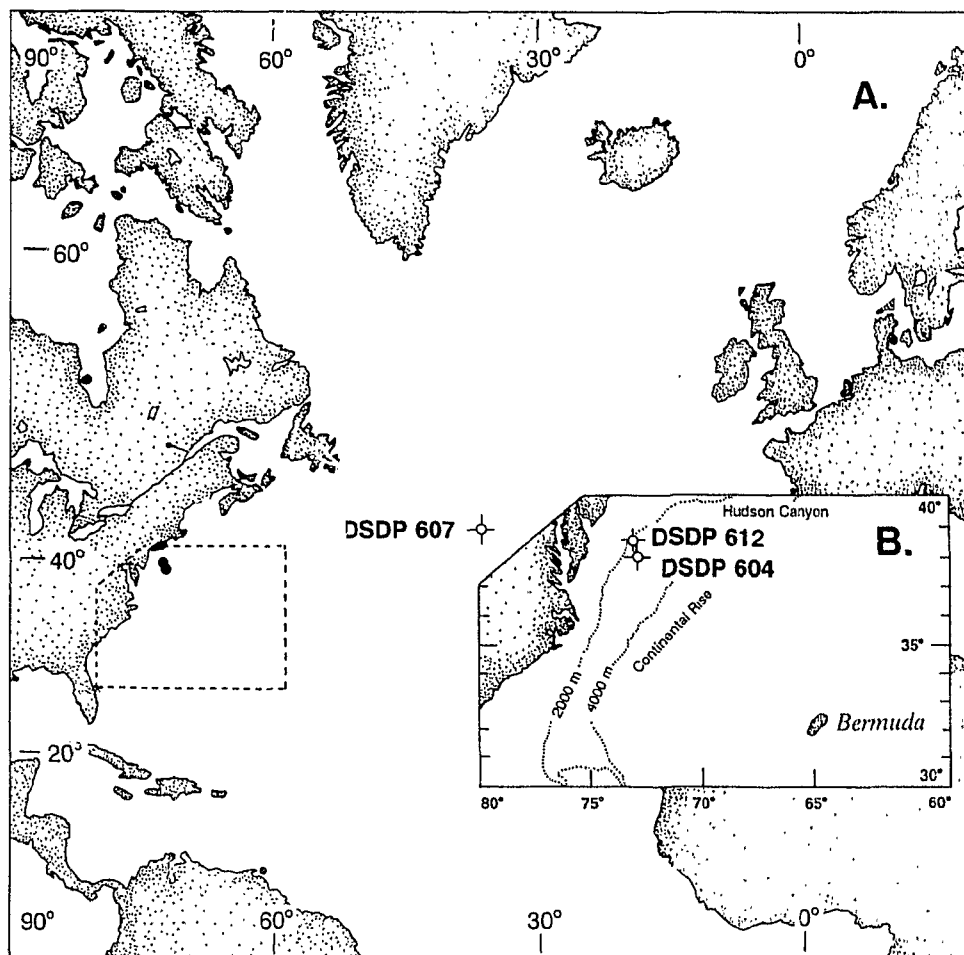 90° 60° 30° 0°
A.
60°
DSDP 607
40°
20°
90° 60° 30° 0°
40°
Hudson Canyon
B.
DSDP 612
DSDP 604
Continental Rise
35°
2000 m
4000 m
Bermuda
30°
80° 75° 70° 65° 60°